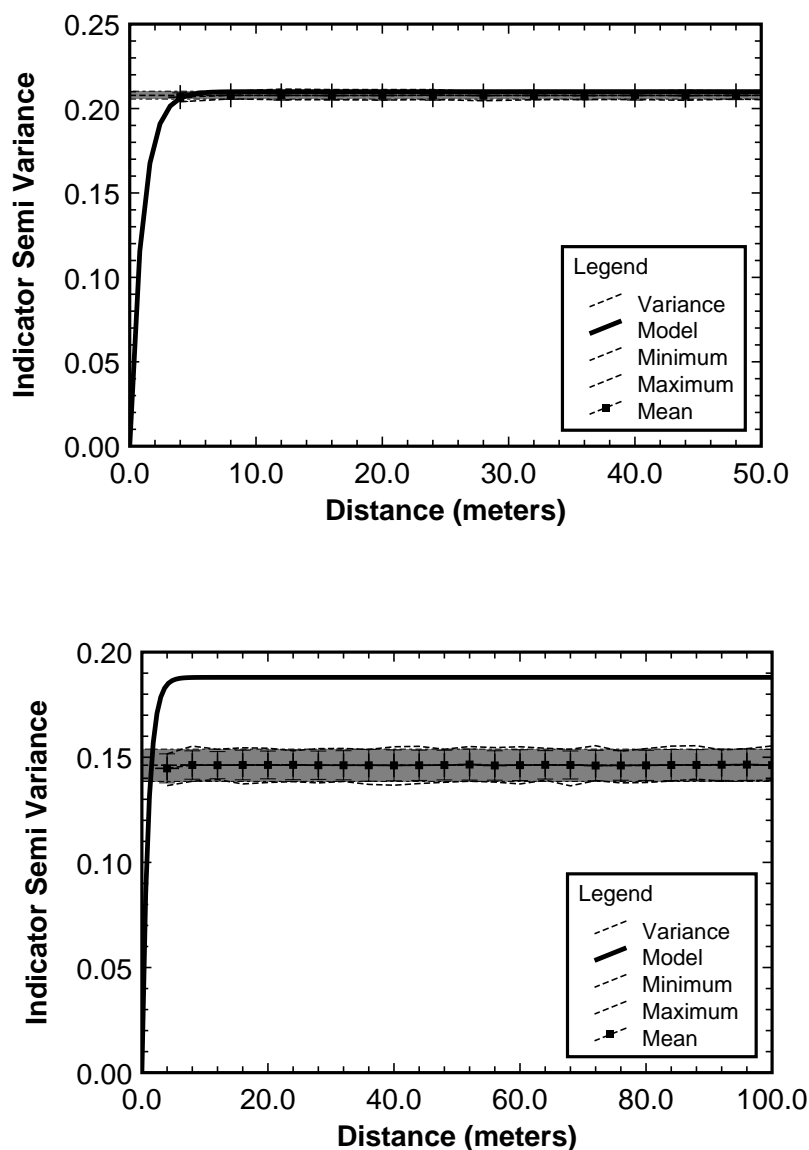 0.25
0.20
0.15
0.10
0.05
0.00
Indicator Semi Variance
Legend
Variance
Model
Minimum
Maximum
Mean
0.0 10.0 20.0 30.0 40.0 50.0
Distance (meters)
0.20
0.15
0.10
0.05
0.00
Indicator Semi Variance
Legend
Variance
Model
Minimum
Maximum
Mean
0.0 20.0 40.0 60.0 80.0 100.0
Distance (meters)